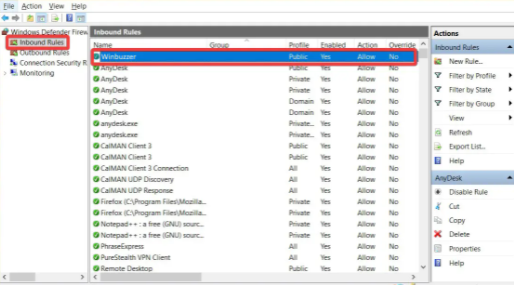 File Action View Help
Windows Defender Firew
Inbound Rules
Outbound Rules
Connection Security R
Monitoring
Inbound Rules
Name Group Profile Enabled Action Override
Winbuzzer Public Yes Allow No
AnyDesk Public Yes Allow No
AnyDesk Private Yes Allow No
AnyDesk Private Yes Allow No
AnyDesk Domain Yes Allow No
AnyDesk Domain Yes Allow No
anydesk.exe Private... Yes Allow No
anydesk.exe Private... Yes Allow No
CalMAN Client 3 Public Yes Allow No
CalMAN Client 3 Public Yes Allow No
CalMAN Client 3 Connection All Yes Allow No
CalMAN UDP Discovery All Yes Allow No
CalMAN UDP Response All Yes Allow No
Firefox (C:\Program Files\Mozilla... Private Yes Allow No
Firefox (C:\Program Files\Mozilla... Private Yes Allow No
Notepad++ : a free (GNU) sourc... Private Yes Allow No
Notepad++ : a free (GNU) sourc... Private Yes Allow No
PhraseExpress All Yes Allow No
PureStealth VPN Client All Yes Allow No
Remote Desktop Public Yes Allow No
Actions
Inbound Rules
New Rule...
Filter by Profile
Filter by State
Filter by Group
View
Refresh
Export List...
Help
AnyDesk
Disable Rule
Cut
Copy
Delete
Properties
Help